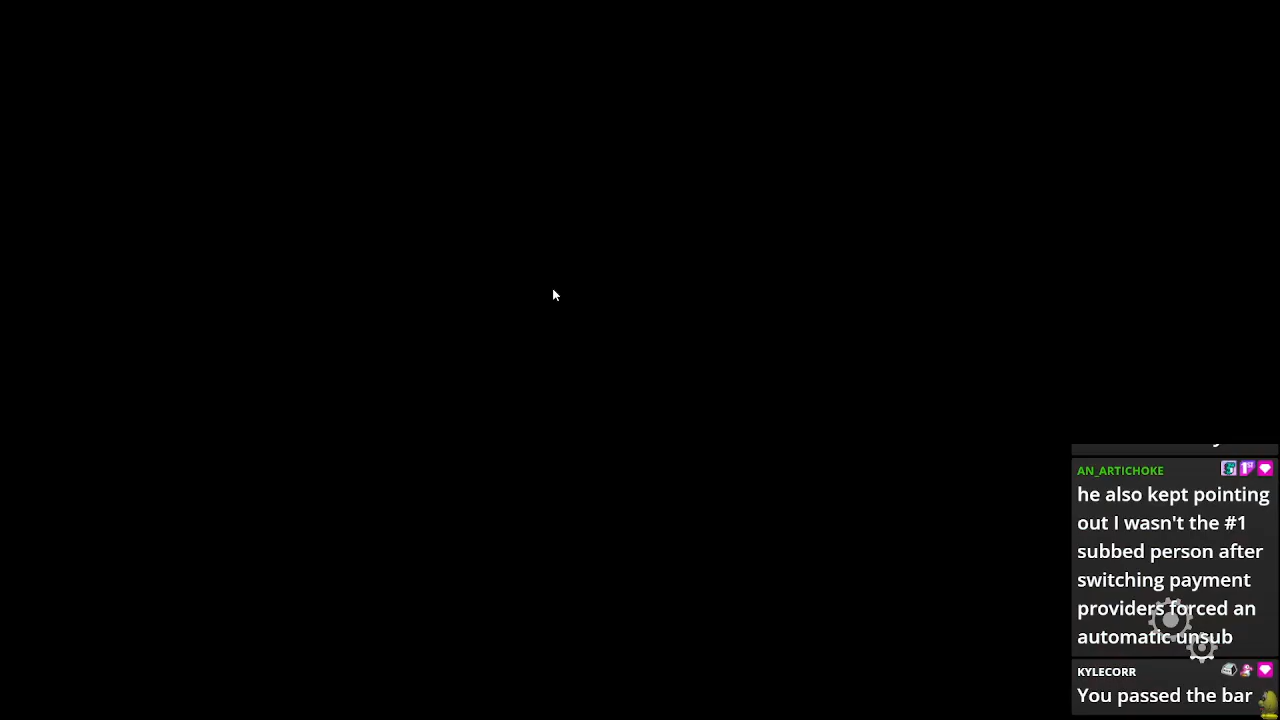 AN_ARTICHOKE
he also kept pointing
out I wasn't the #1
subbed person after
switching payment
providers forced an
automatic unsub
KYLECORR
You passed the bar